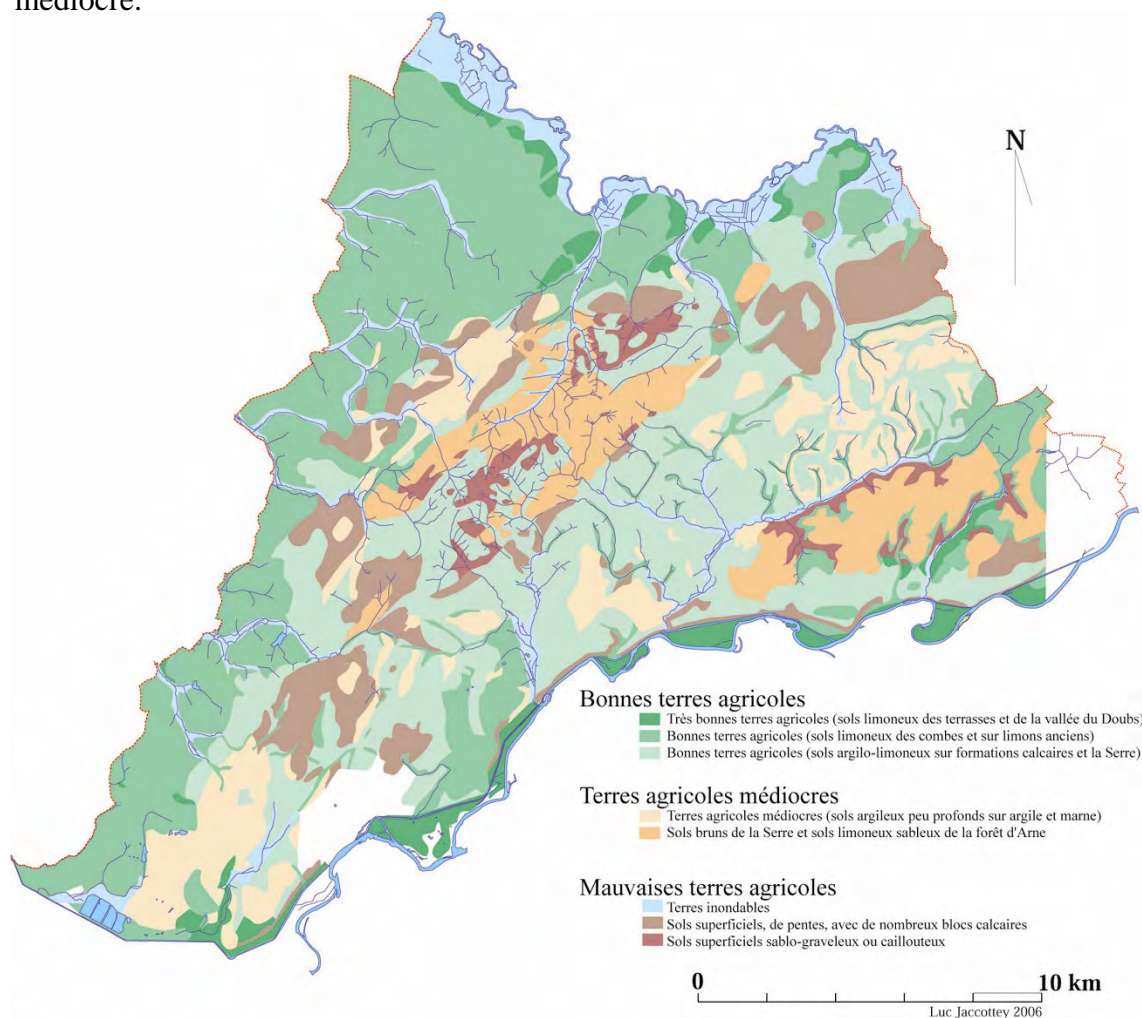 médiocre.
N
Bonnes terres agricoles
Très bonnes terres agricoles (sols limoneux des terrasses et de la vallée du Doubs)
Bonnes terres agricoles (sols limoneux des combes et sur limons anciens)
Bonnes terres agricoles (sols argilo-limoneux sur formations calcaires et la Serre)
Terres agricoles médiocres
Terres agricoles médiocres (sols argileux peu profonds sur argile et marne)
Sols bruns de la Serre et sols limoneux sableux de la forêt d'Arne
Mauvaises terres agricoles
Terres inondables
Sols superficiels, de pentes, avec de nombreux blocs calcaires
Sols superficiels sablo-graveleux ou caillouteux
0 10 km
Luc Jaccottey 2006